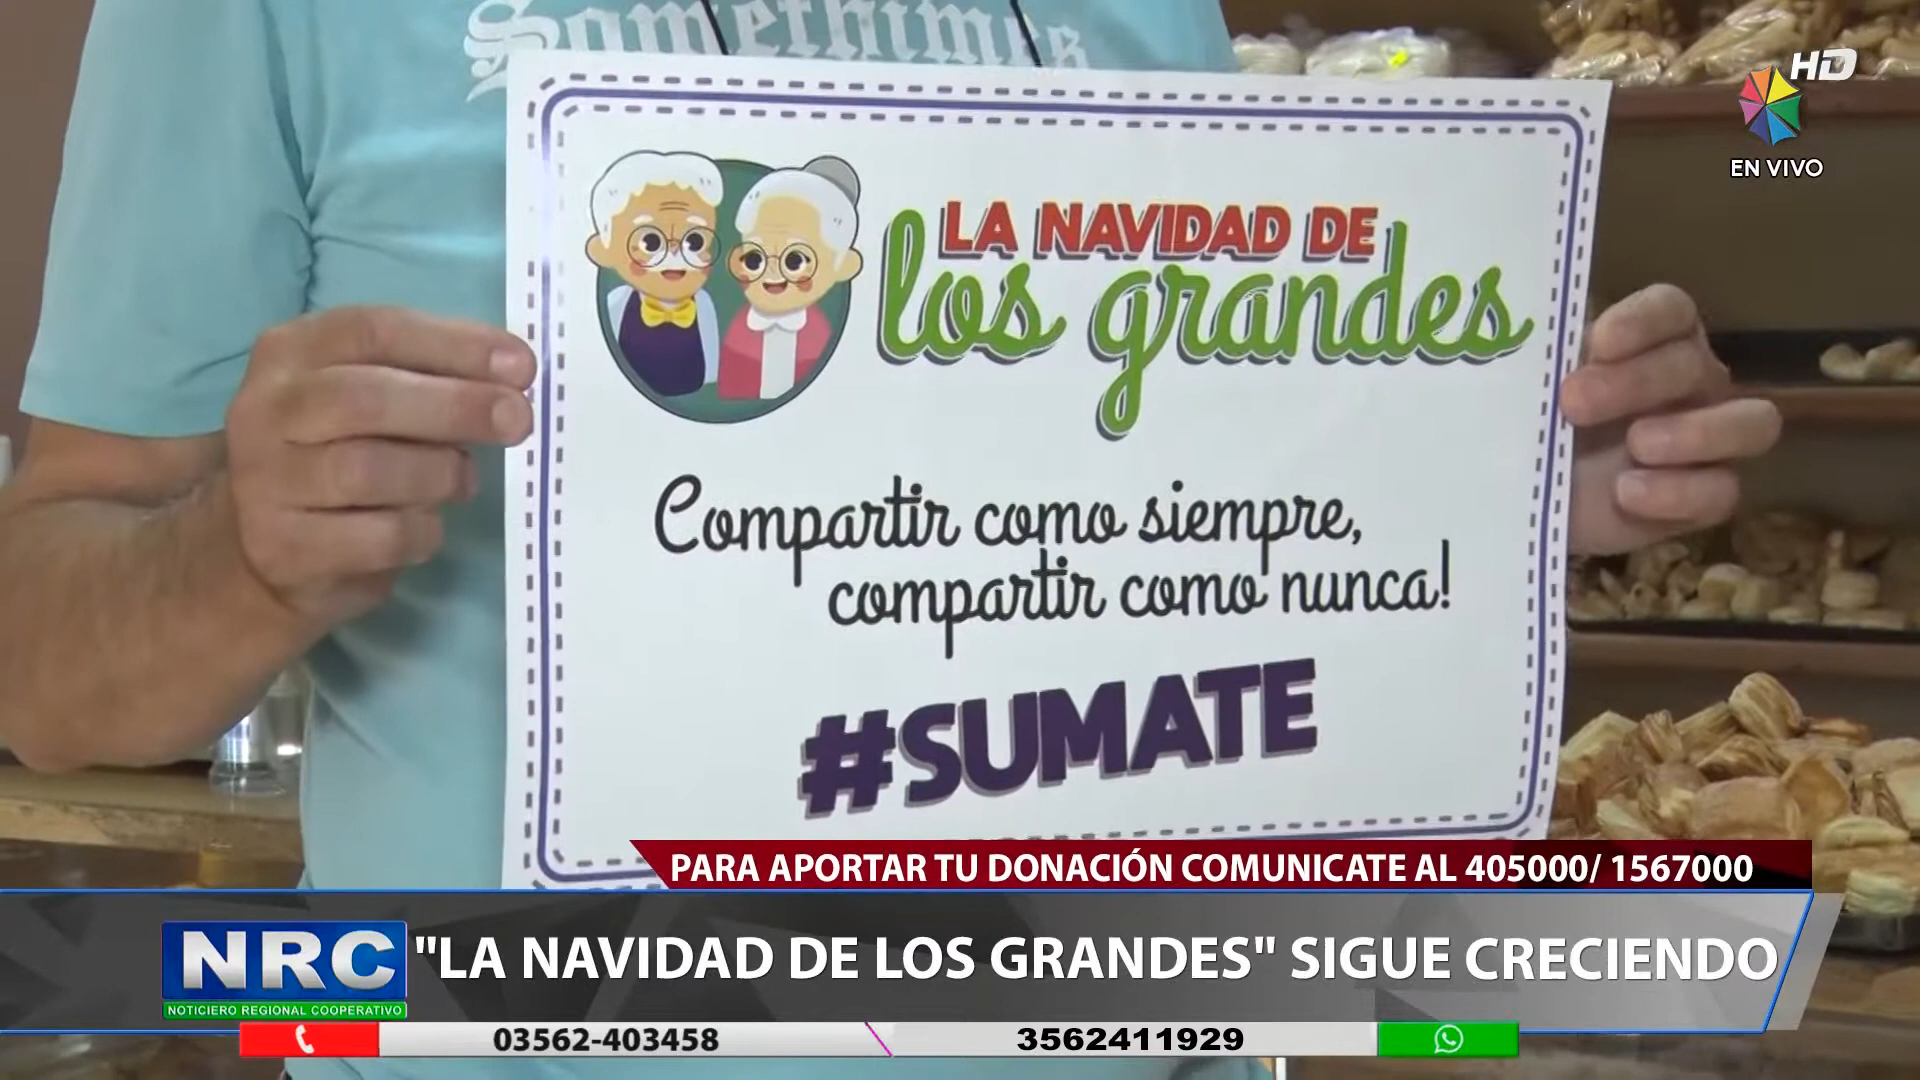 Somethimes
HD
EN VIVO
LA NAVIDAD DE
los grandes
Compartir como siempre,
compartir como nunca!
#SUMATE
PARA APORTAR TU DONACIÓN COMUNICATE AL 405000/ 1567000
NRC
NOTICIERO REGIONAL COOPERATIVO
"LA NAVIDAD DE LOS GRANDES" SIGUE CRECIENDO
03562-403458
3562411929